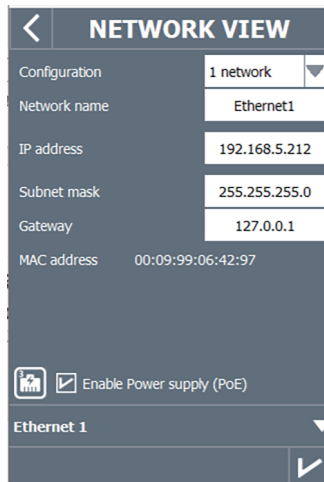 NETWORK VIEW
Configuration 1 network
Network name Ethernet1
IP address 192.168.5.212
Subnet mask 255.255.255.0
Gateway 127.0.0.1
MAC address 00:09:99:06:42:97
3
Enable Power supply (PoE)
Ethernet 1